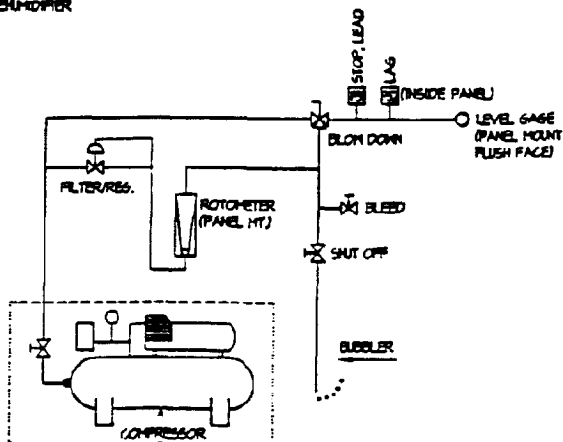 EHUMIDIFIER
STOP, LEAD
LAG
(INSIDE PANEL)
LEVEL GAGE
(PANEL MOUNT
FLUSH FACE)
BLOW DOWN
FILTER/REG.
ROTOMETER
(PANEL MT)
BLEED
SHUT OFF
BUBBLER
COMPRESSOR